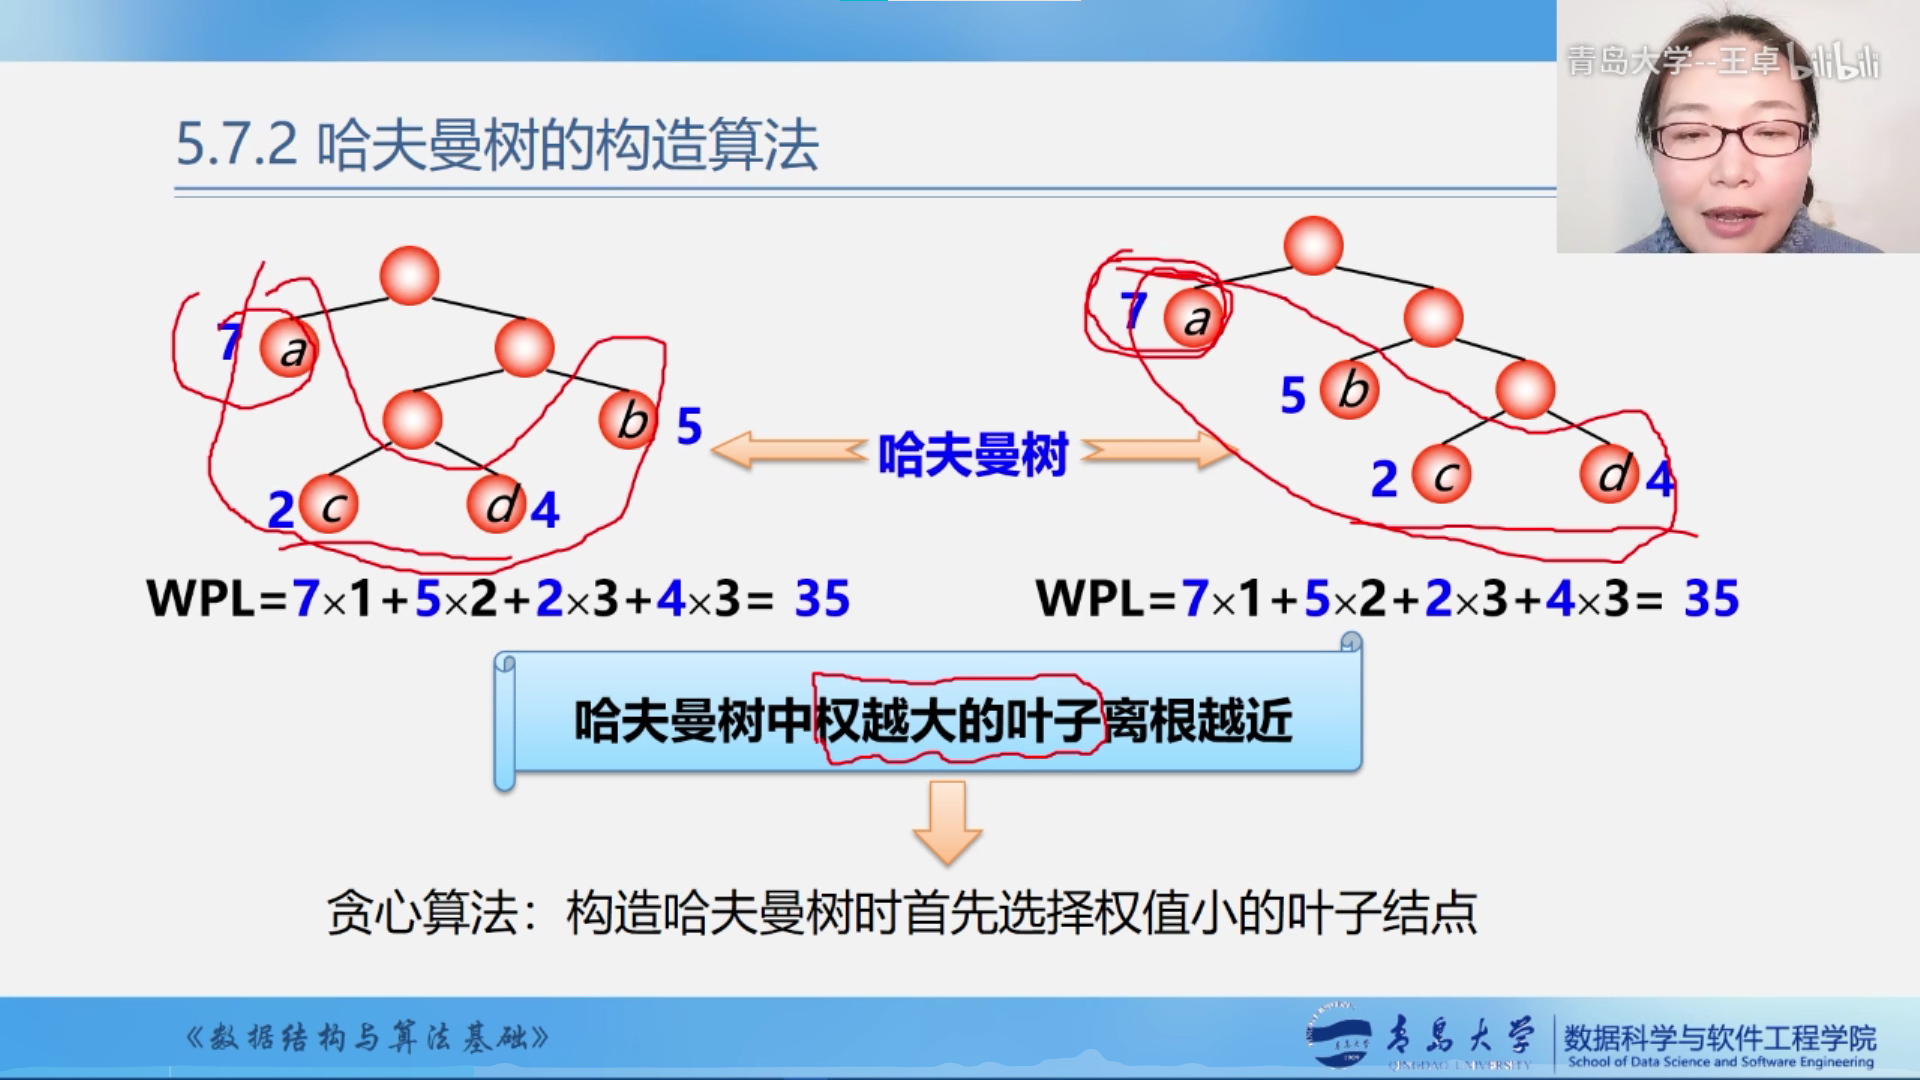 青岛大学--王卓 bilibili
5.7.2 哈夫曼树的构造算法
7 a
b 5
2 c
d 4
哈夫曼树
7 a
5 b
2 c
d 4
WPL=7×1+5×2+2×3+4×3= 35
WPL=7×1+5×2+2×3+4×3= 35
哈夫曼树中权越大的叶子离根越近
贪心算法：构造哈夫曼树时首先选择权值小的叶子结点
《数据结构与算法基础》
青岛大学
QINGDAO UNIVERSITY
数据科学与软件工程学院
School of Data Science and Software Engineering